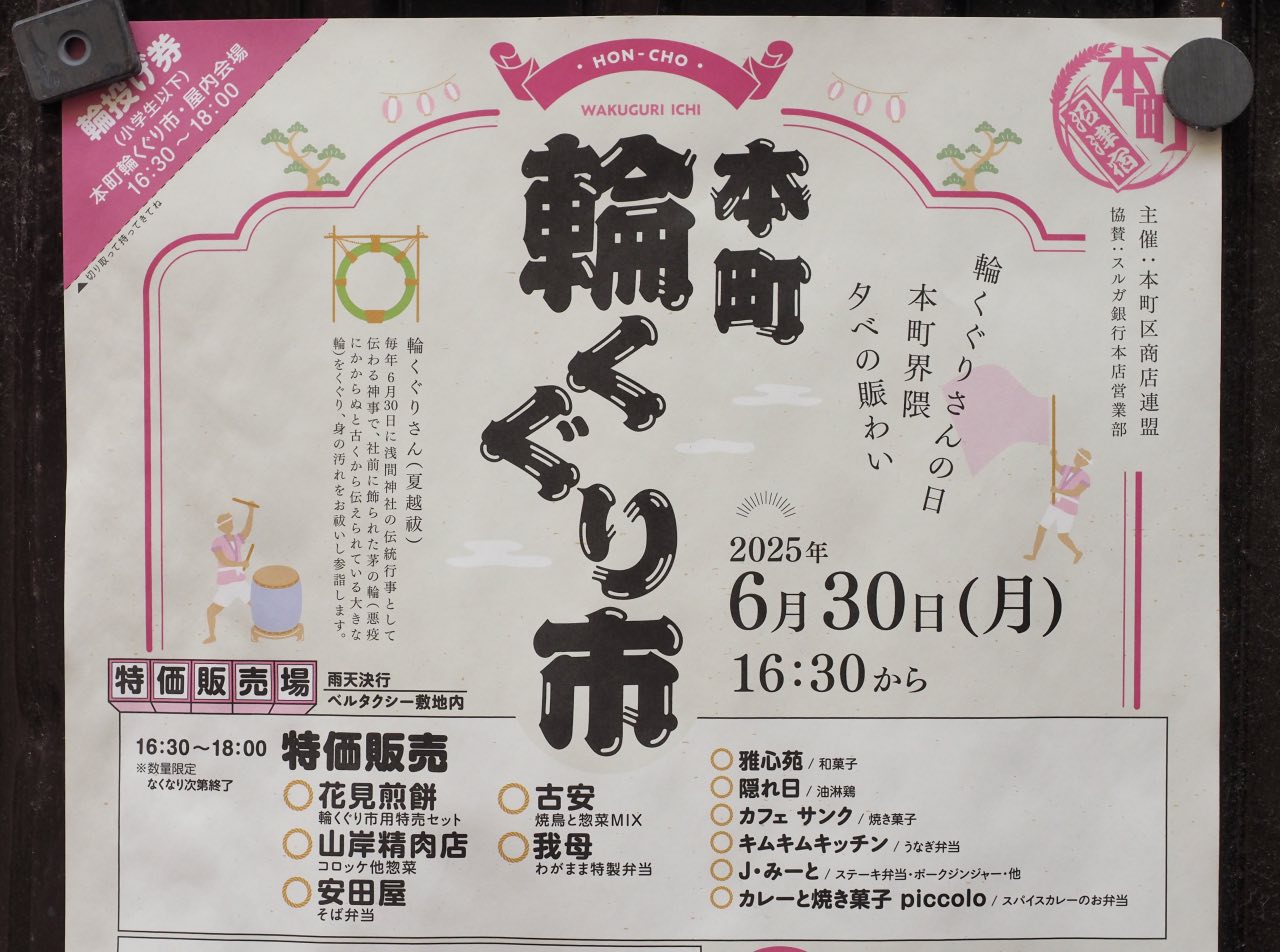 輪投げ券
(小学生以下)
本町輪くぐり市・屋内会場
16:30〜18:00
▲切り取って持ってきてね
・HON-CHO・
WAKUGURI ICHI
本町
輪くぐり市
本町
沼津宿
主催：本町区商店連盟
協賛：スルガ銀行本店営業部
輪くぐりさんの日
本町界隈
夕べの賑わい
2025年
6月30日(月)
16:30から
輪くぐりさん(夏越祓)
毎年6月30日に浅間神社の伝統行事として
伝わる神事で、社前に飾られた茅の輪(悪疫
にかからぬと古くから伝えられている大きな
輪)をくぐり、身の汚れをお祓いし参詣します。
特価販売場
雨天決行
ベルタクシー敷地内
16:30〜18:00
※数量限定
なくなり次第終了
特価販売
花見煎餅
輪くぐり市用特売セット
山岸精肉店
コロッケ他惣菜
安田屋
そば弁当
古安
焼鳥と惣菜MIX
我母
わがまま特製弁当
雅心苑 / 和菓子
隠れ日 / 油淋鶏
カフェ サンク / 焼き菓子
キムキムキッチン / うなぎ弁当
J・みーと / ステーキ弁当・ポークジンジャー・他
カレーと焼き菓子 piccolo / スパイスカレーのお弁当